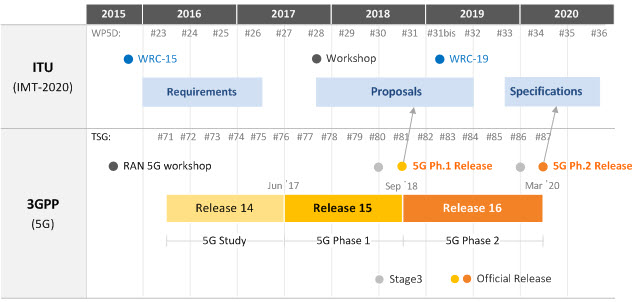 2015 2016 2017 2018 2019 2020
WP5D: #23 #24 #25 #26 #27 #28 #29 #30 #31 #31bis #32 #33 #34 #35 #36
ITU
(IMT-2020)
WRC-15 Workshop WRC-19
Requirements Proposals Specifications
TSG: #71 #72 #73 #74 #75 #76 #77 #78 #79 #80 #81 #82 #83 #84 #85 #86 #87
3GPP
(5G)
RAN 5G workshop 5G Ph.1 Release 5G Ph.2 Release
Jun '17 Sep '18 Mar '20
Release 14 Release 15 Release 16
5G Study 5G Phase 1 5G Phase 2
Stage3 Official Release